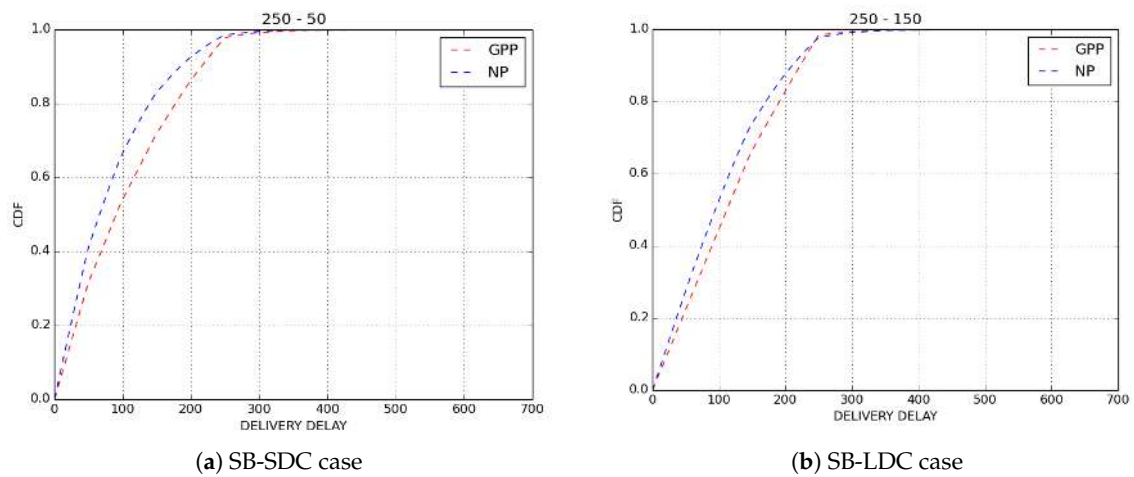 250 - 50
1.0
0.8
0.6
0.4
0.2
0.0
CDF
0 100 200 300 400 500 600 700
DELIVERY DELAY
GPP
NP
(a) SB-SDC case
250 - 150
1.0
0.8
0.6
0.4
0.2
0.0
CDF
0 100 200 300 400 500 600 700
DELIVERY DELAY
GPP
NP
(b) SB-LDC case